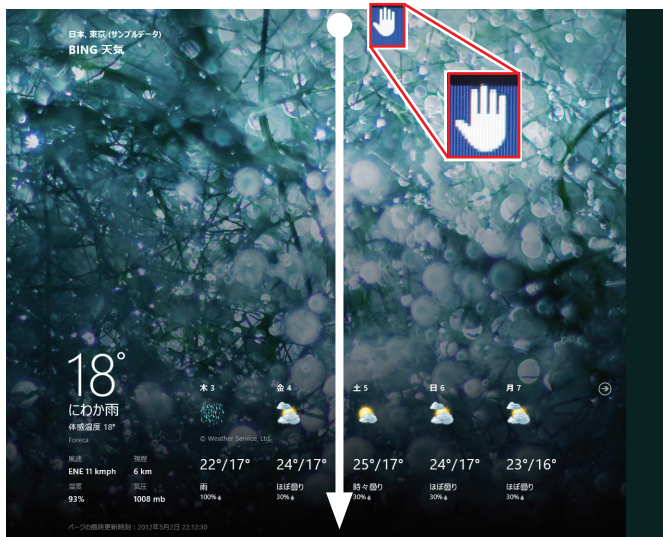 日本, 東京 (サンプルデータ)
BING 天気
18°
にわか雨
体感温度 18°
Foreca
風速 視程
ENE 11 kmph 6 km
湿度 気圧
93% 1008 mb
木 3
22°/17°
雨
100%
金 4
24°/17°
ほぼ曇り
30%
土 5
25°/17°
時々曇り
30%
日 6
24°/17°
ほぼ曇り
30%
月 7
23°/16°
ほぼ曇り
30%
© Weather Service, Ltd.
ページの最終更新時刻 : 2012年5月2日 22:12:30